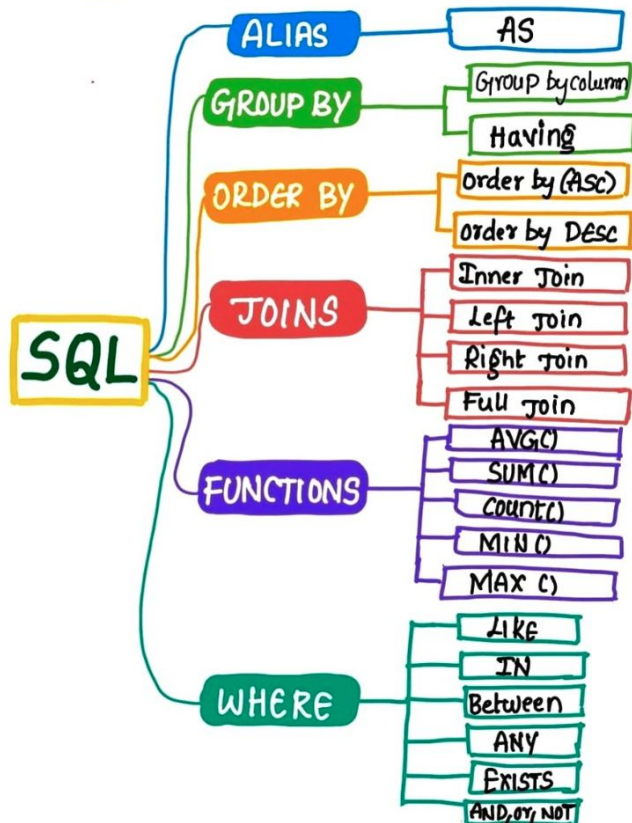 SQL
ALIAS
AS
GROUP BY
Group by column
Having
ORDER BY
order by (ASC)
order by DESC
JOINS
Inner Join
Left Join
Right Join
Full Join
FUNCTIONS
AVG()
SUM()
Count()
MIN()
MAX()
WHERE
LIKE
IN
Between
ANY
EXISTS
AND, or, NOT